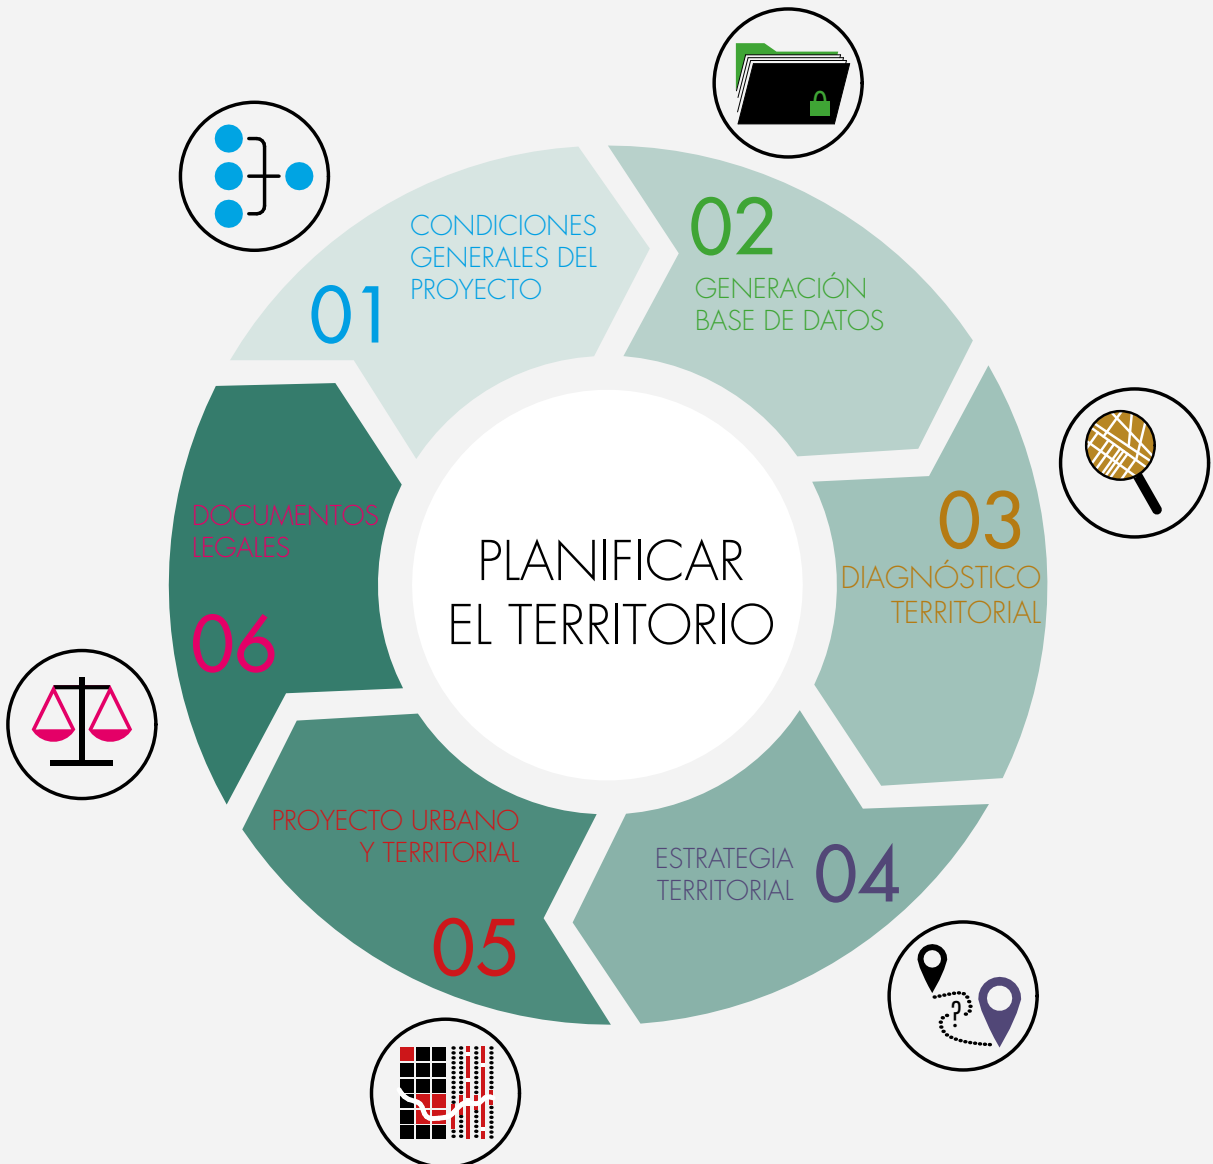 PLANIFICAR
EL TERRITORIO
01
CONDICIONES
GENERALES DEL
PROYECTO
02
GENERACIÓN
BASE DE DATOS
03
DIAGNÓSTICO
TERRITORIAL
ESTRATEGIA
TERRITORIAL
04
?
PROYECTO URBANO
Y TERRITORIAL
05
DOCUMENTOS
LEGALES
06